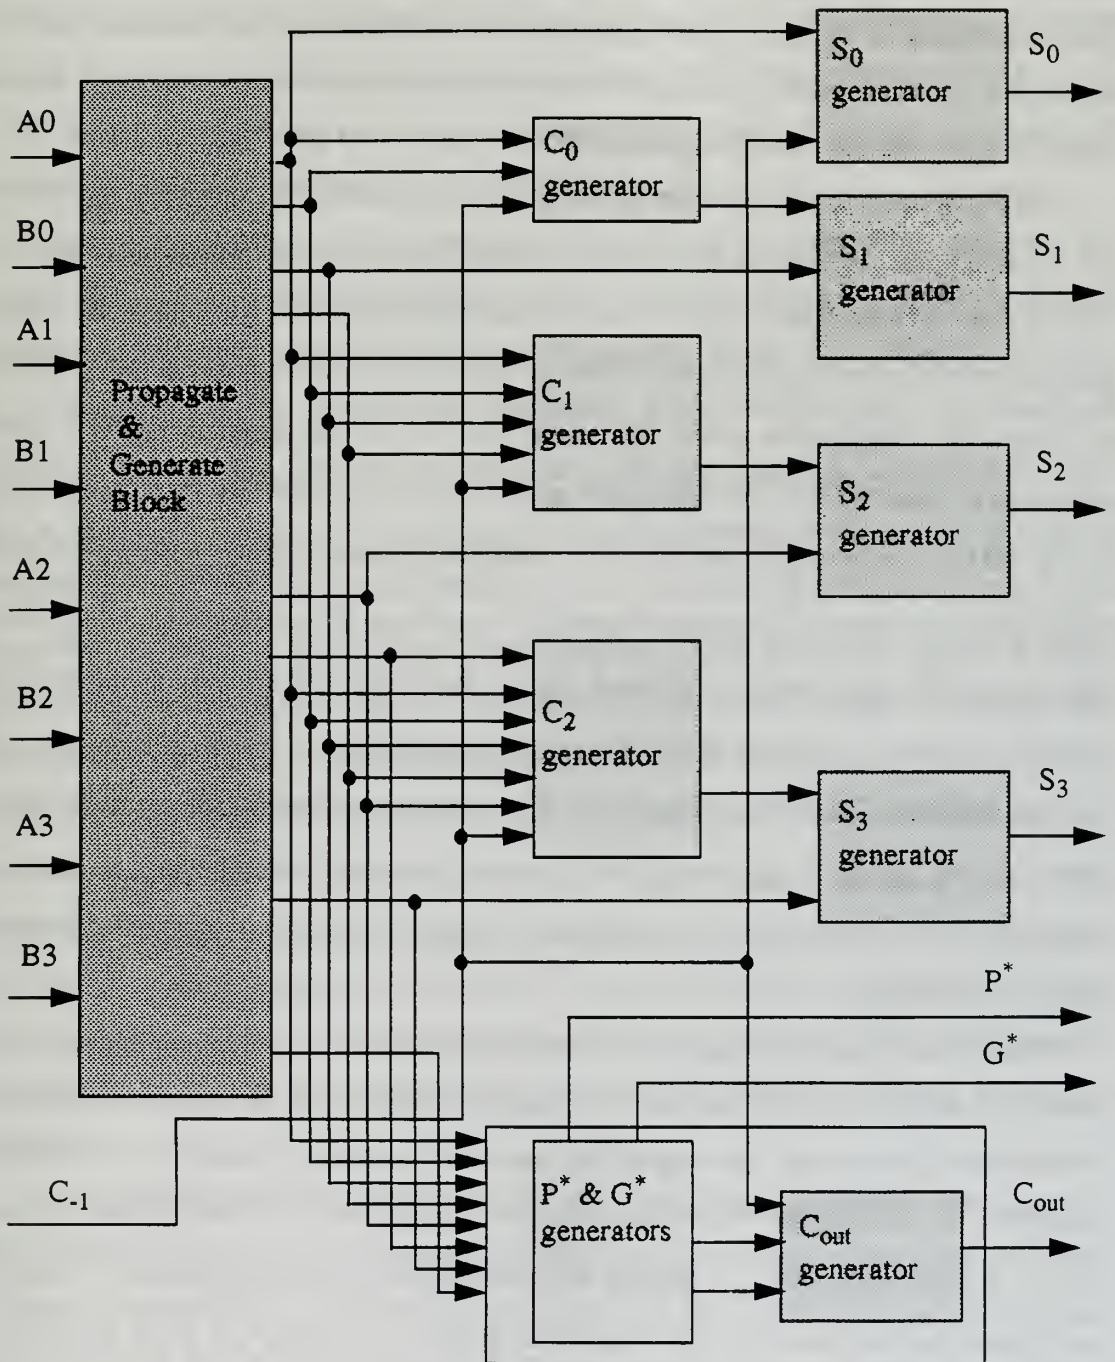 A0
B0
A1
B1
A2
B2
A3
B3
C-1
Propagate
&
Generate
Block
C0
generator
C1
generator
C2
generator
P* & G*
generators
Cout
generator
S0
generator
S1
generator
S2
generator
S3
generator
S0
S1
S2
S3
P*
G*
Cout